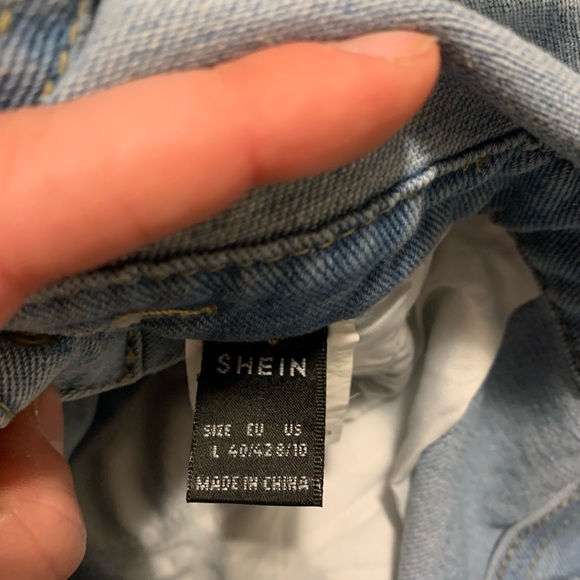 SHEIN
SIZE EU US
L 40/42 8/10
MADE IN CHINA